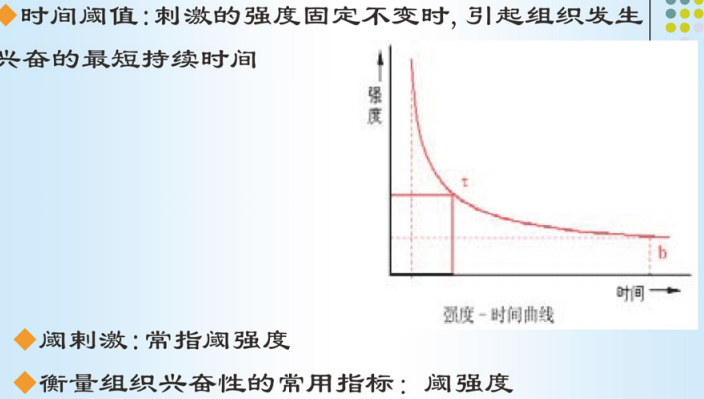 时间阈值:刺激的强度固定不变时,引起组织发生
兴奋的最短持续时间
强度
τ
b
时间
强度-时间曲线
阈刺激:常指阈强度
衡量组织兴奋性的常用指标: 阈强度